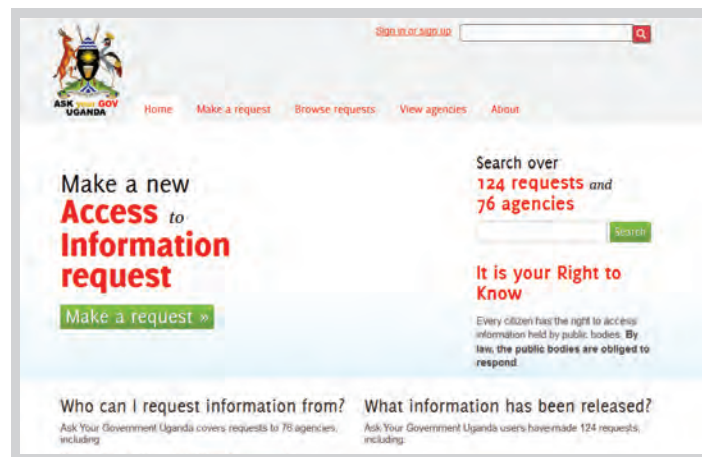 Sign in or sign up
ASK your GOV
UGANDA
Home Make a request Browse requests View agencies About
Make a new
Access to
Information
request
Make a request »
Search over
124 requests and
76 agencies
Search
It is your Right to
Know
Every citizen has the right to access
information held by public bodies. By
law, the public bodies are obliged to
respond
Who can I request information from?
Ask Your Government Uganda covers requests to 76 agencies,
including
What information has been released?
Ask Your Government Uganda users have made 124 requests,
including